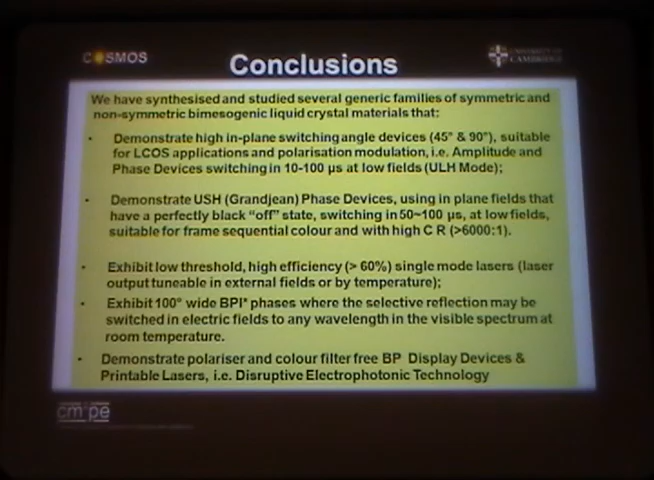 COSMOS
UNIVERSITY OF
CAMBRIDGE
Conclusions
We have synthesised and studied several generic families of symmetric and
non-symmetric bimesogenic liquid crystal materials that:
• Demonstrate high in-plane switching angle devices (45° & 90°), suitable
for LCOS applications and polarisation modulation, i.e. Amplitude and
Phase Devices switching in 10-100 µs at low fields (ULH Mode);
• Demonstrate USH (Grandjean) Phase Devices, using in plane fields that
have a perfectly black "off" state, switching in 50~100 µs, at low fields,
suitable for frame sequential colour and with high C R (>6000:1).
• Exhibit low threshold, high efficiency (> 60%) single mode lasers (laser
output tuneable in external fields or by temperature);
• Exhibit 100° wide BPI* phases where the selective reflection may be
switched in electric fields to any wavelength in the visible spectrum at
room temperature.
• Demonstrate polariser and colour filter free BP Display Devices &
Printable Lasers, i.e. Disruptive Electrophotonic Technology
cmmpe